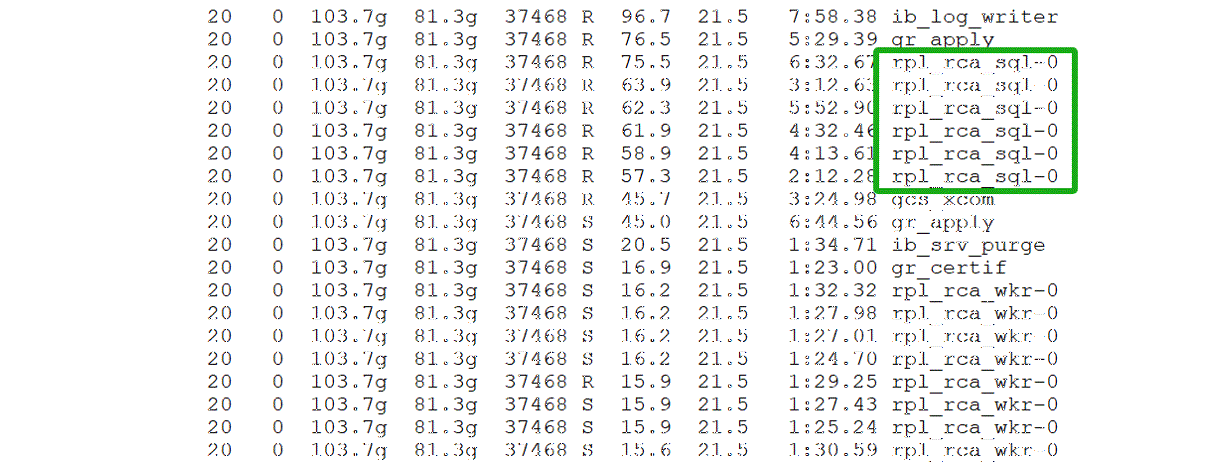 20 0 103.7g 81.3g 37468 R 96.7 21.5 7:58.38 ib_log_writer
20 0 103.7g 81.3g 37468 R 76.5 21.5 5:29.39 gr_apply
20 0 103.7g 81.3g 37468 R 75.5 21.5 6:32.67 rpl_rca_sql-0
20 0 103.7g 81.3g 37468 R 63.9 21.5 3:12.63 rpl_rca_sql-0
20 0 103.7g 81.3g 37468 R 62.3 21.5 5:52.90 rpl_rca_sql-0
20 0 103.7g 81.3g 37468 R 61.9 21.5 4:32.46 rpl_rca_sql-0
20 0 103.7g 81.3g 37468 R 58.9 21.5 4:13.61 rpl_rca_sql-0
20 0 103.7g 81.3g 37468 R 57.3 21.5 2:12.28 rpl_rca_sql-0
20 0 103.7g 81.3g 37468 R 45.7 21.5 3:24.98 gcs_xcom
20 0 103.7g 81.3g 37468 S 45.0 21.5 6:44.56 gr_apply
20 0 103.7g 81.3g 37468 S 20.5 21.5 1:34.71 ib_srv_purge
20 0 103.7g 81.3g 37468 S 16.9 21.5 1:23.00 gr_certif
20 0 103.7g 81.3g 37468 S 16.2 21.5 1:32.32 rpl_rca_wkr-0
20 0 103.7g 81.3g 37468 S 16.2 21.5 1:27.98 rpl_rca_wkr-0
20 0 103.7g 81.3g 37468 S 16.2 21.5 1:27.01 rpl_rca_wkr-0
20 0 103.7g 81.3g 37468 S 16.2 21.5 1:24.70 rpl_rca_wkr-0
20 0 103.7g 81.3g 37468 R 15.9 21.5 1:29.25 rpl_rca_wkr-0
20 0 103.7g 81.3g 37468 S 15.9 21.5 1:27.43 rpl_rca_wkr-0
20 0 103.7g 81.3g 37468 S 15.9 21.5 1:25.24 rpl_rca_wkr-0
20 0 103.7g 81.3g 37468 S 15.6 21.5 1:30.59 rpl_rca_wkr-0